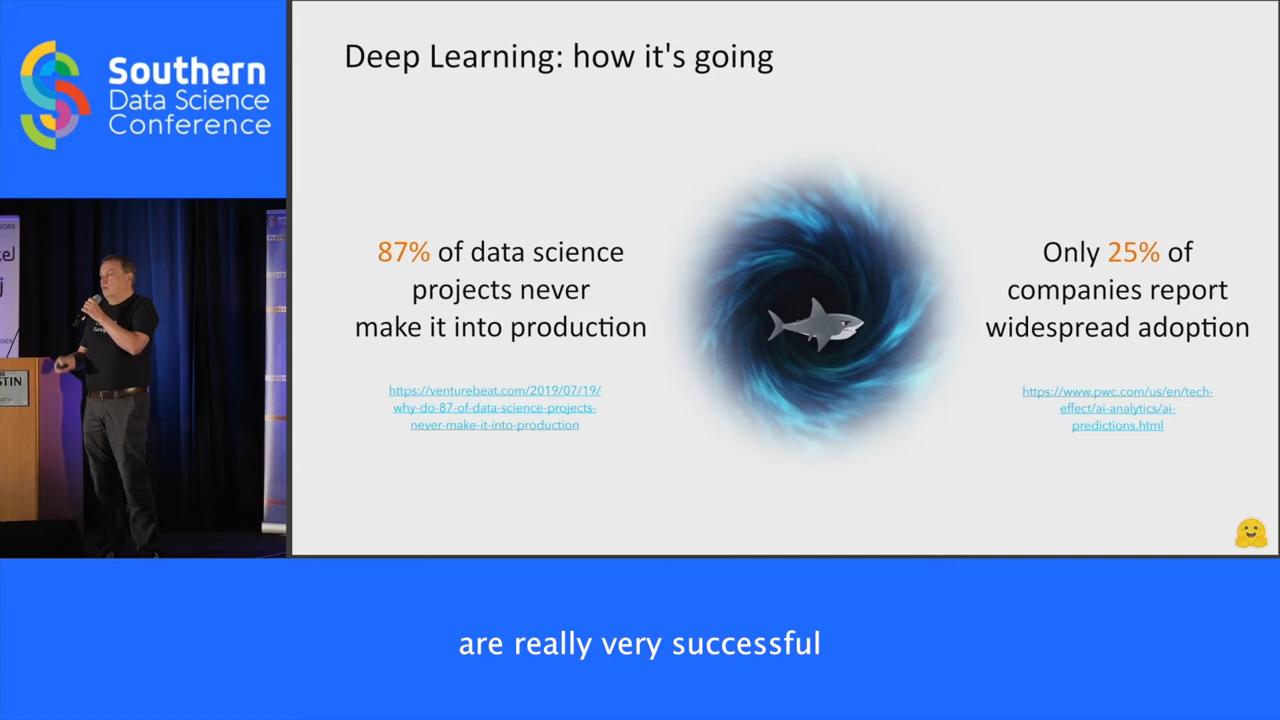 Southern
Data Science
Conference
Deep Learning: how it's going
87% of data science
projects never
make it into production
https://venturebeat.com/2019/07/19/
why-do-87-of-data-science-projects-
never-make-it-into-production
Only 25% of
companies report
widespread adoption
https://www.pwc.com/us/en/tech-
effect/ai-analytics/ai-
predictions.html
are really very successful